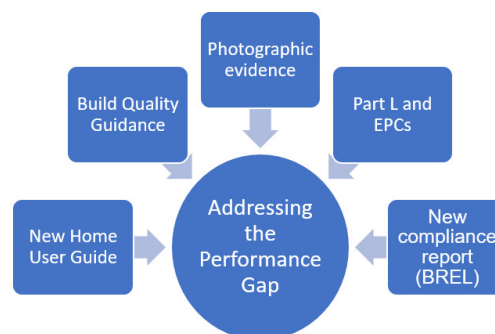 Photographic
evidence
Build Quality
Guidance
Part L and
EPCs
New Home
User Guide
Addressing
the
Performance
Gap
New
compliance
report
(BREL)